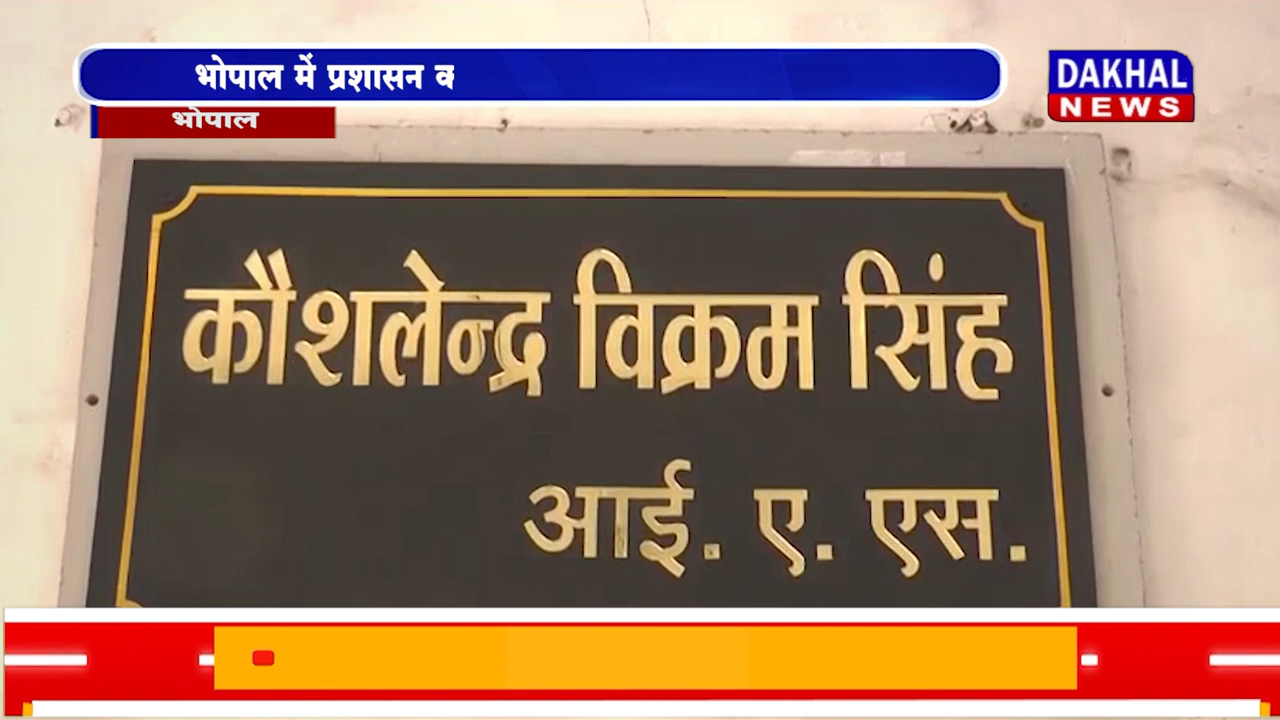 भोपाल में प्रशासन क
भोपाल
DAKHAL
NEWS
कौशलेन्द्र विक्रम सिंह
आई. ए. एस.